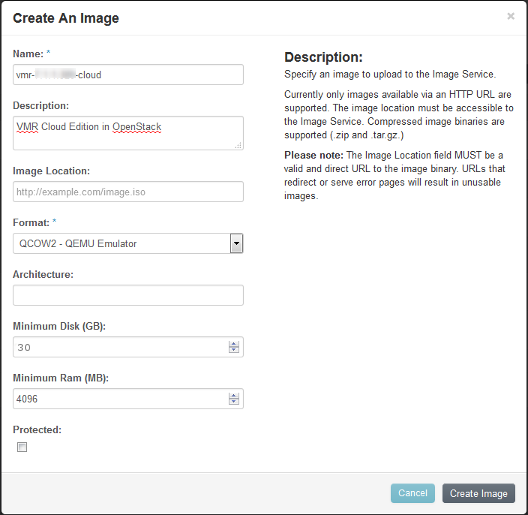 Create An Image
×
Name: *
vmr- -cloud
Description:
VMR Cloud Edition in OpenStack
Image Location:
http://example.com/image.iso
Format: *
QCOW2 - QEMU Emulator
Architecture:
Minimum Disk (GB):
30
Minimum Ram (MB):
4096
Protected:
Description:
Specify an image to upload to the Image Service.
Currently only images available via an HTTP URL are
supported. The image location must be accessible to
the Image Service. Compressed image binaries are
supported (.zip and .tar.gz.)
Please note: The Image Location field MUST be a
valid and direct URL to the image binary. URLs that
redirect or serve error pages will result in unusable
images.
Cancel
Create Image